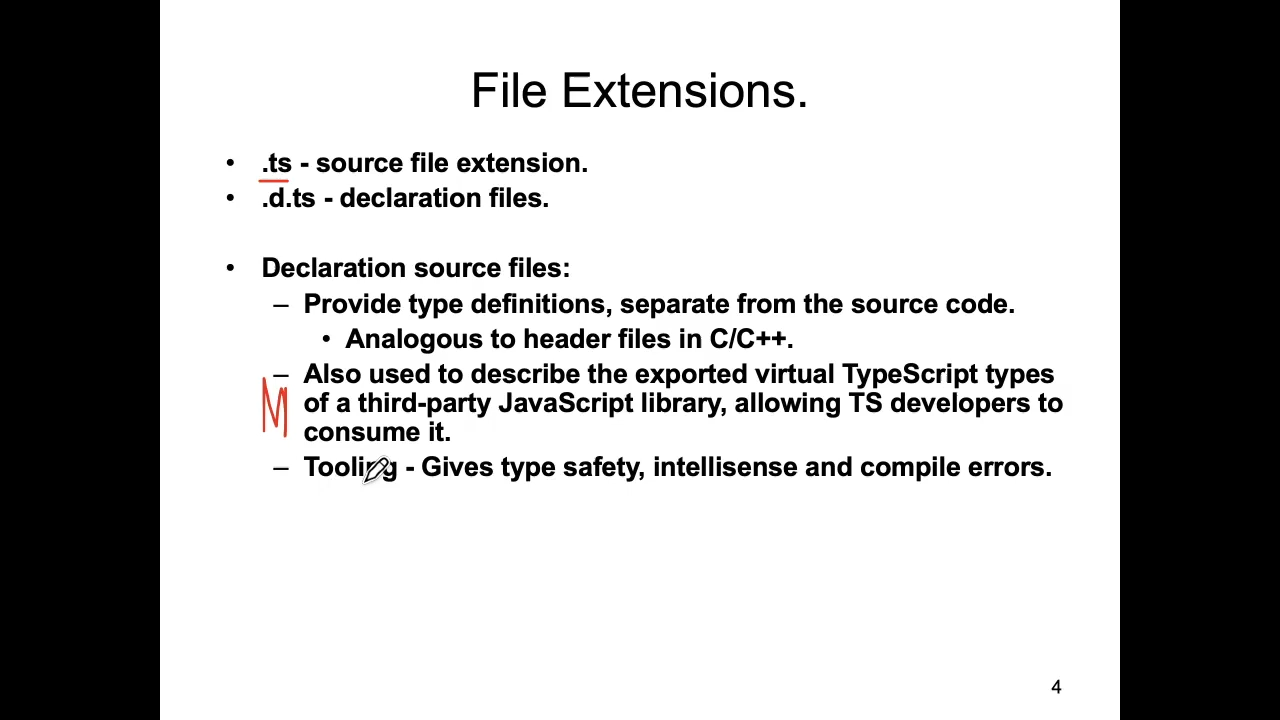 File Extensions.
• .ts - source file extension.
• .d.ts - declaration files.
• Declaration source files:
– Provide type definitions, separate from the source code.
• Analogous to header files in C/C++.
– Also used to describe the exported virtual TypeScript types
of a third-party JavaScript library, allowing TS developers to
consume it.
– Tooling - Gives type safety, intellisense and compile errors.
4